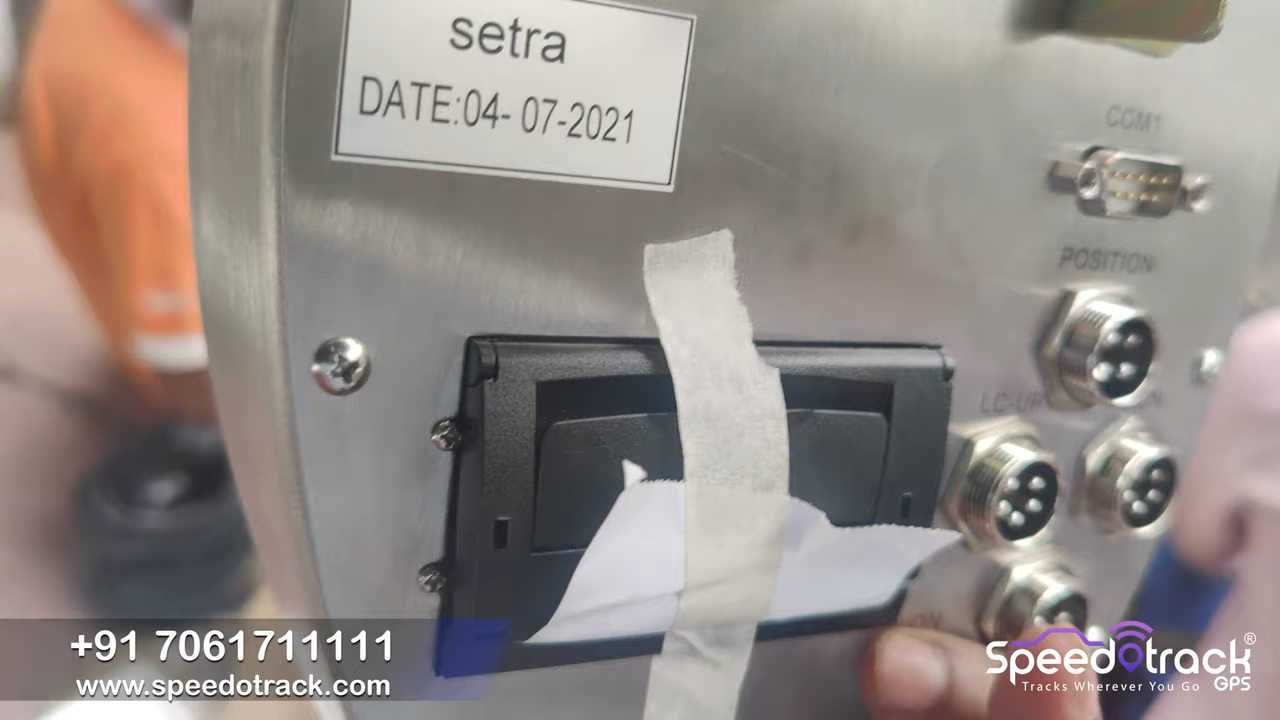 setra
DATE:04- 07-2021
COM1
POSITION
LC-UP
+91 7061711111
www.speedotrack.com
Speedotrack®
GPS
Tracks Wherever You Go